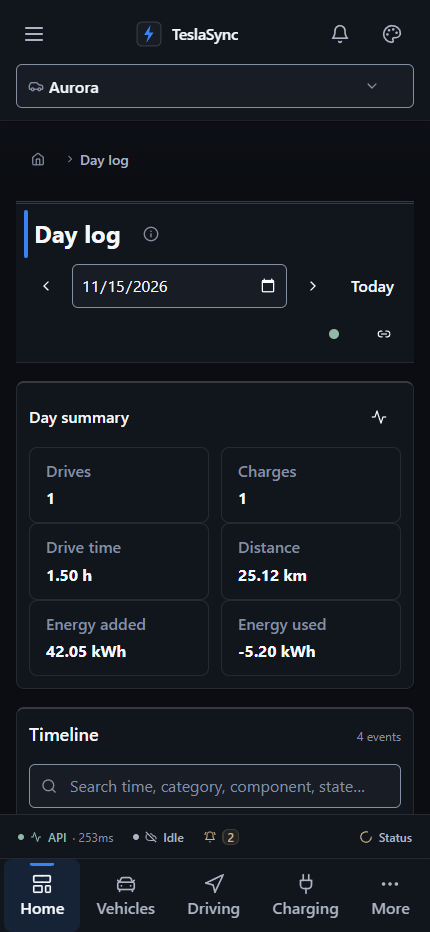 TeslaSync
Aurora
Day log
Day log
11/15/2026
Today
Day summary
Drives
1
Charges
1
Drive time
1.50 h
Distance
25.12 km
Energy added
42.05 kWh
Energy used
-5.20 kWh
Timeline
4 events
Search time, category, component, state...
API · 253ms
Idle
2
Status
Home
Vehicles
Driving
Charging
More